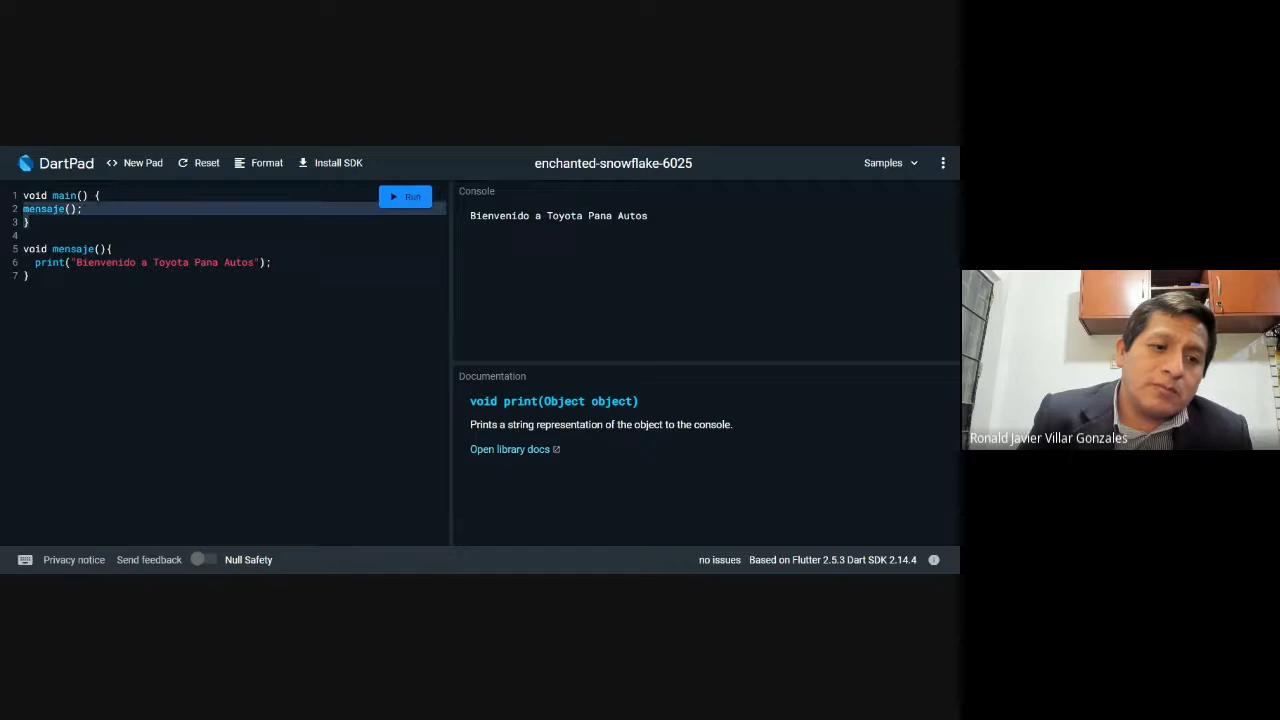 DartPad <> New Pad Reset Format Install SDK enchanted-snowflake-6025 Samples
1 void main() {
2 mensaje();
3 }
4
5 void mensaje(){
6 print("Bienvenido a Toyota Pana Autos");
7 }
Run
Console
Bienvenido a Toyota Pana Autos
Documentation
void print(Object object)
Prints a string representation of the object to the console.
Open library docs
Ronald Javier Villar Gonzales
Privacy notice Send feedback Null Safety no issues Based on Flutter 2.5.3 Dart SDK 2.14.4